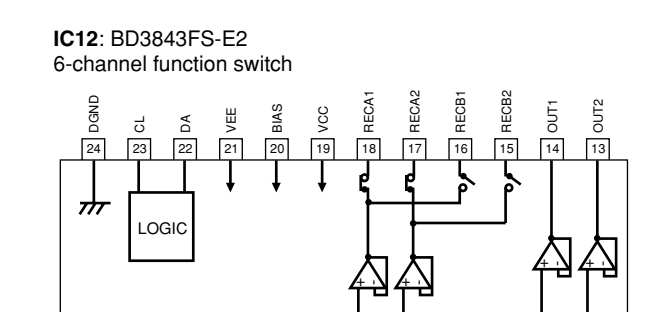 IC12: BD3843FS-E2
6-channel function switch
DGND CL DA VEE BIAS VCC RECA1 RECA2 RECB1 RECB2 OUT1 OUT2
24 23 22 21 20 19 18 17 16 15 14 13
LOGIC
+ - + - + - + -